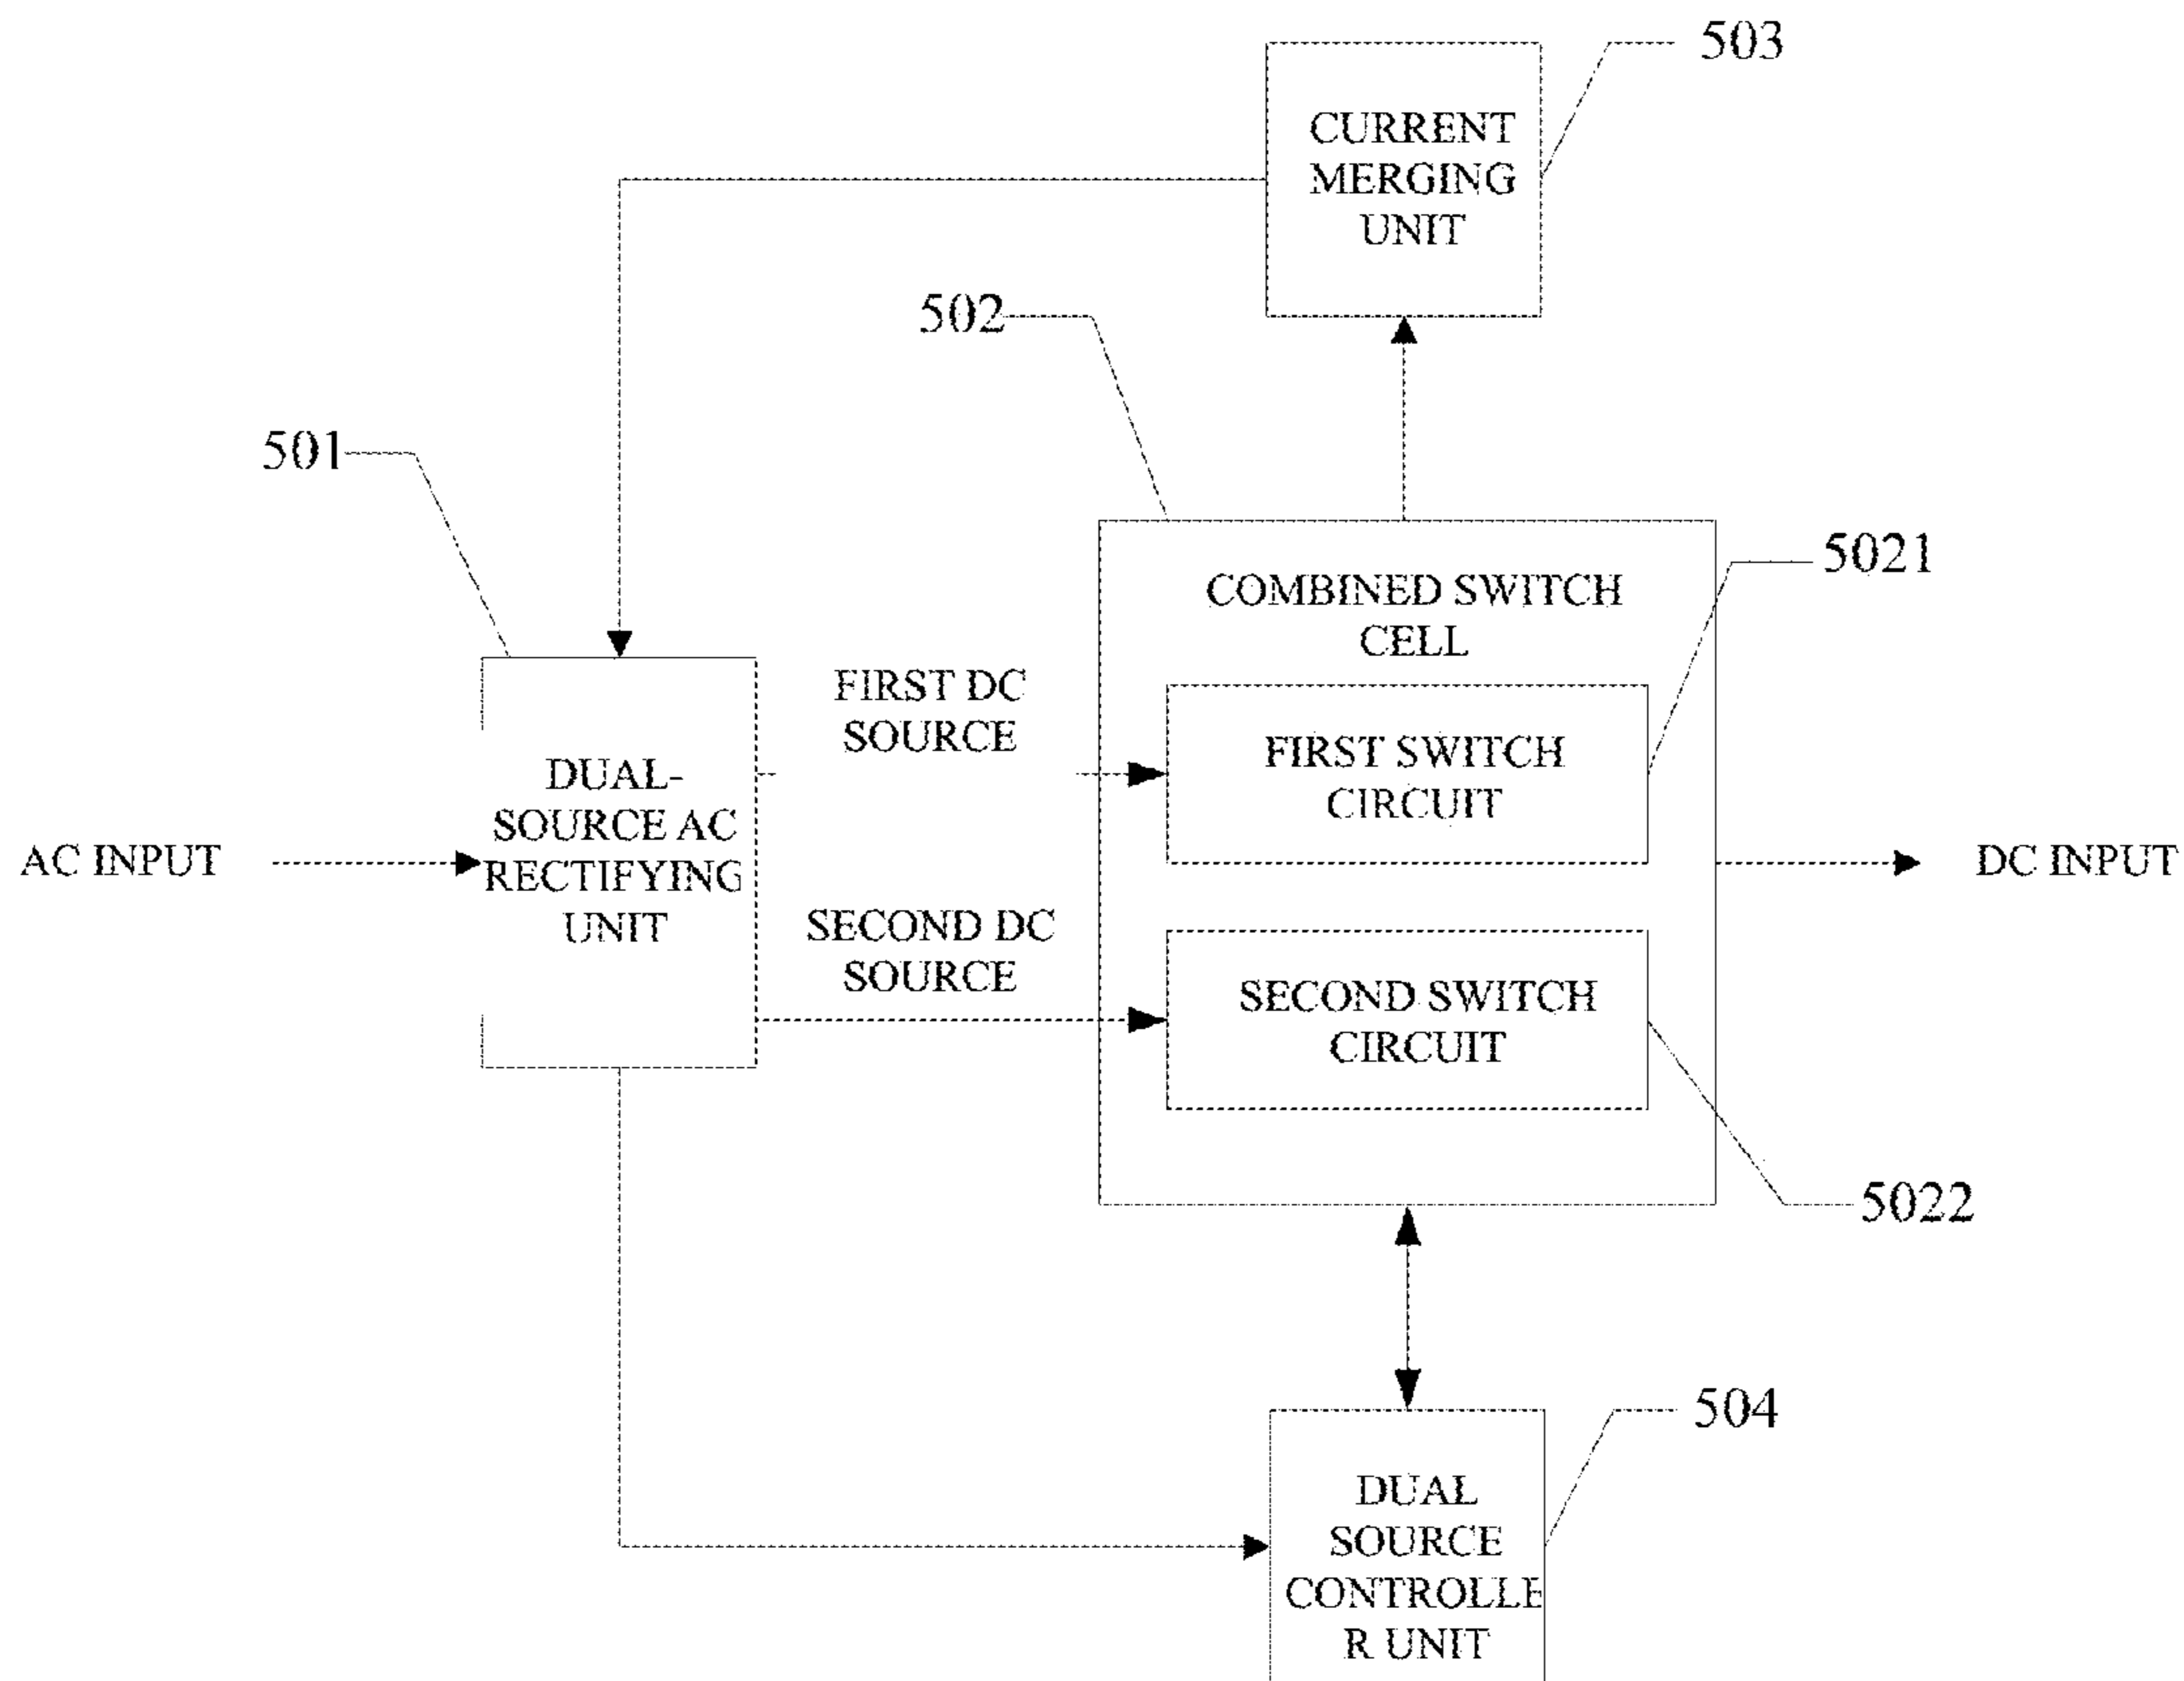 503
CURRENT
MERGING
UNIT
502
501
5021
COMBINED SWITCH
CELL
FIRST DC
SOURCE
FIRST SWITCH
CIRCUIT
DUAL-
SOURCE AC
RECTIFYING
UNIT
AC INPUT
DC INPUT
SECOND DC
SOURCE
SECOND SWITCH
CIRCUIT
5022
504
DUAL
SOURCE
CONTROLLE
R UNIT